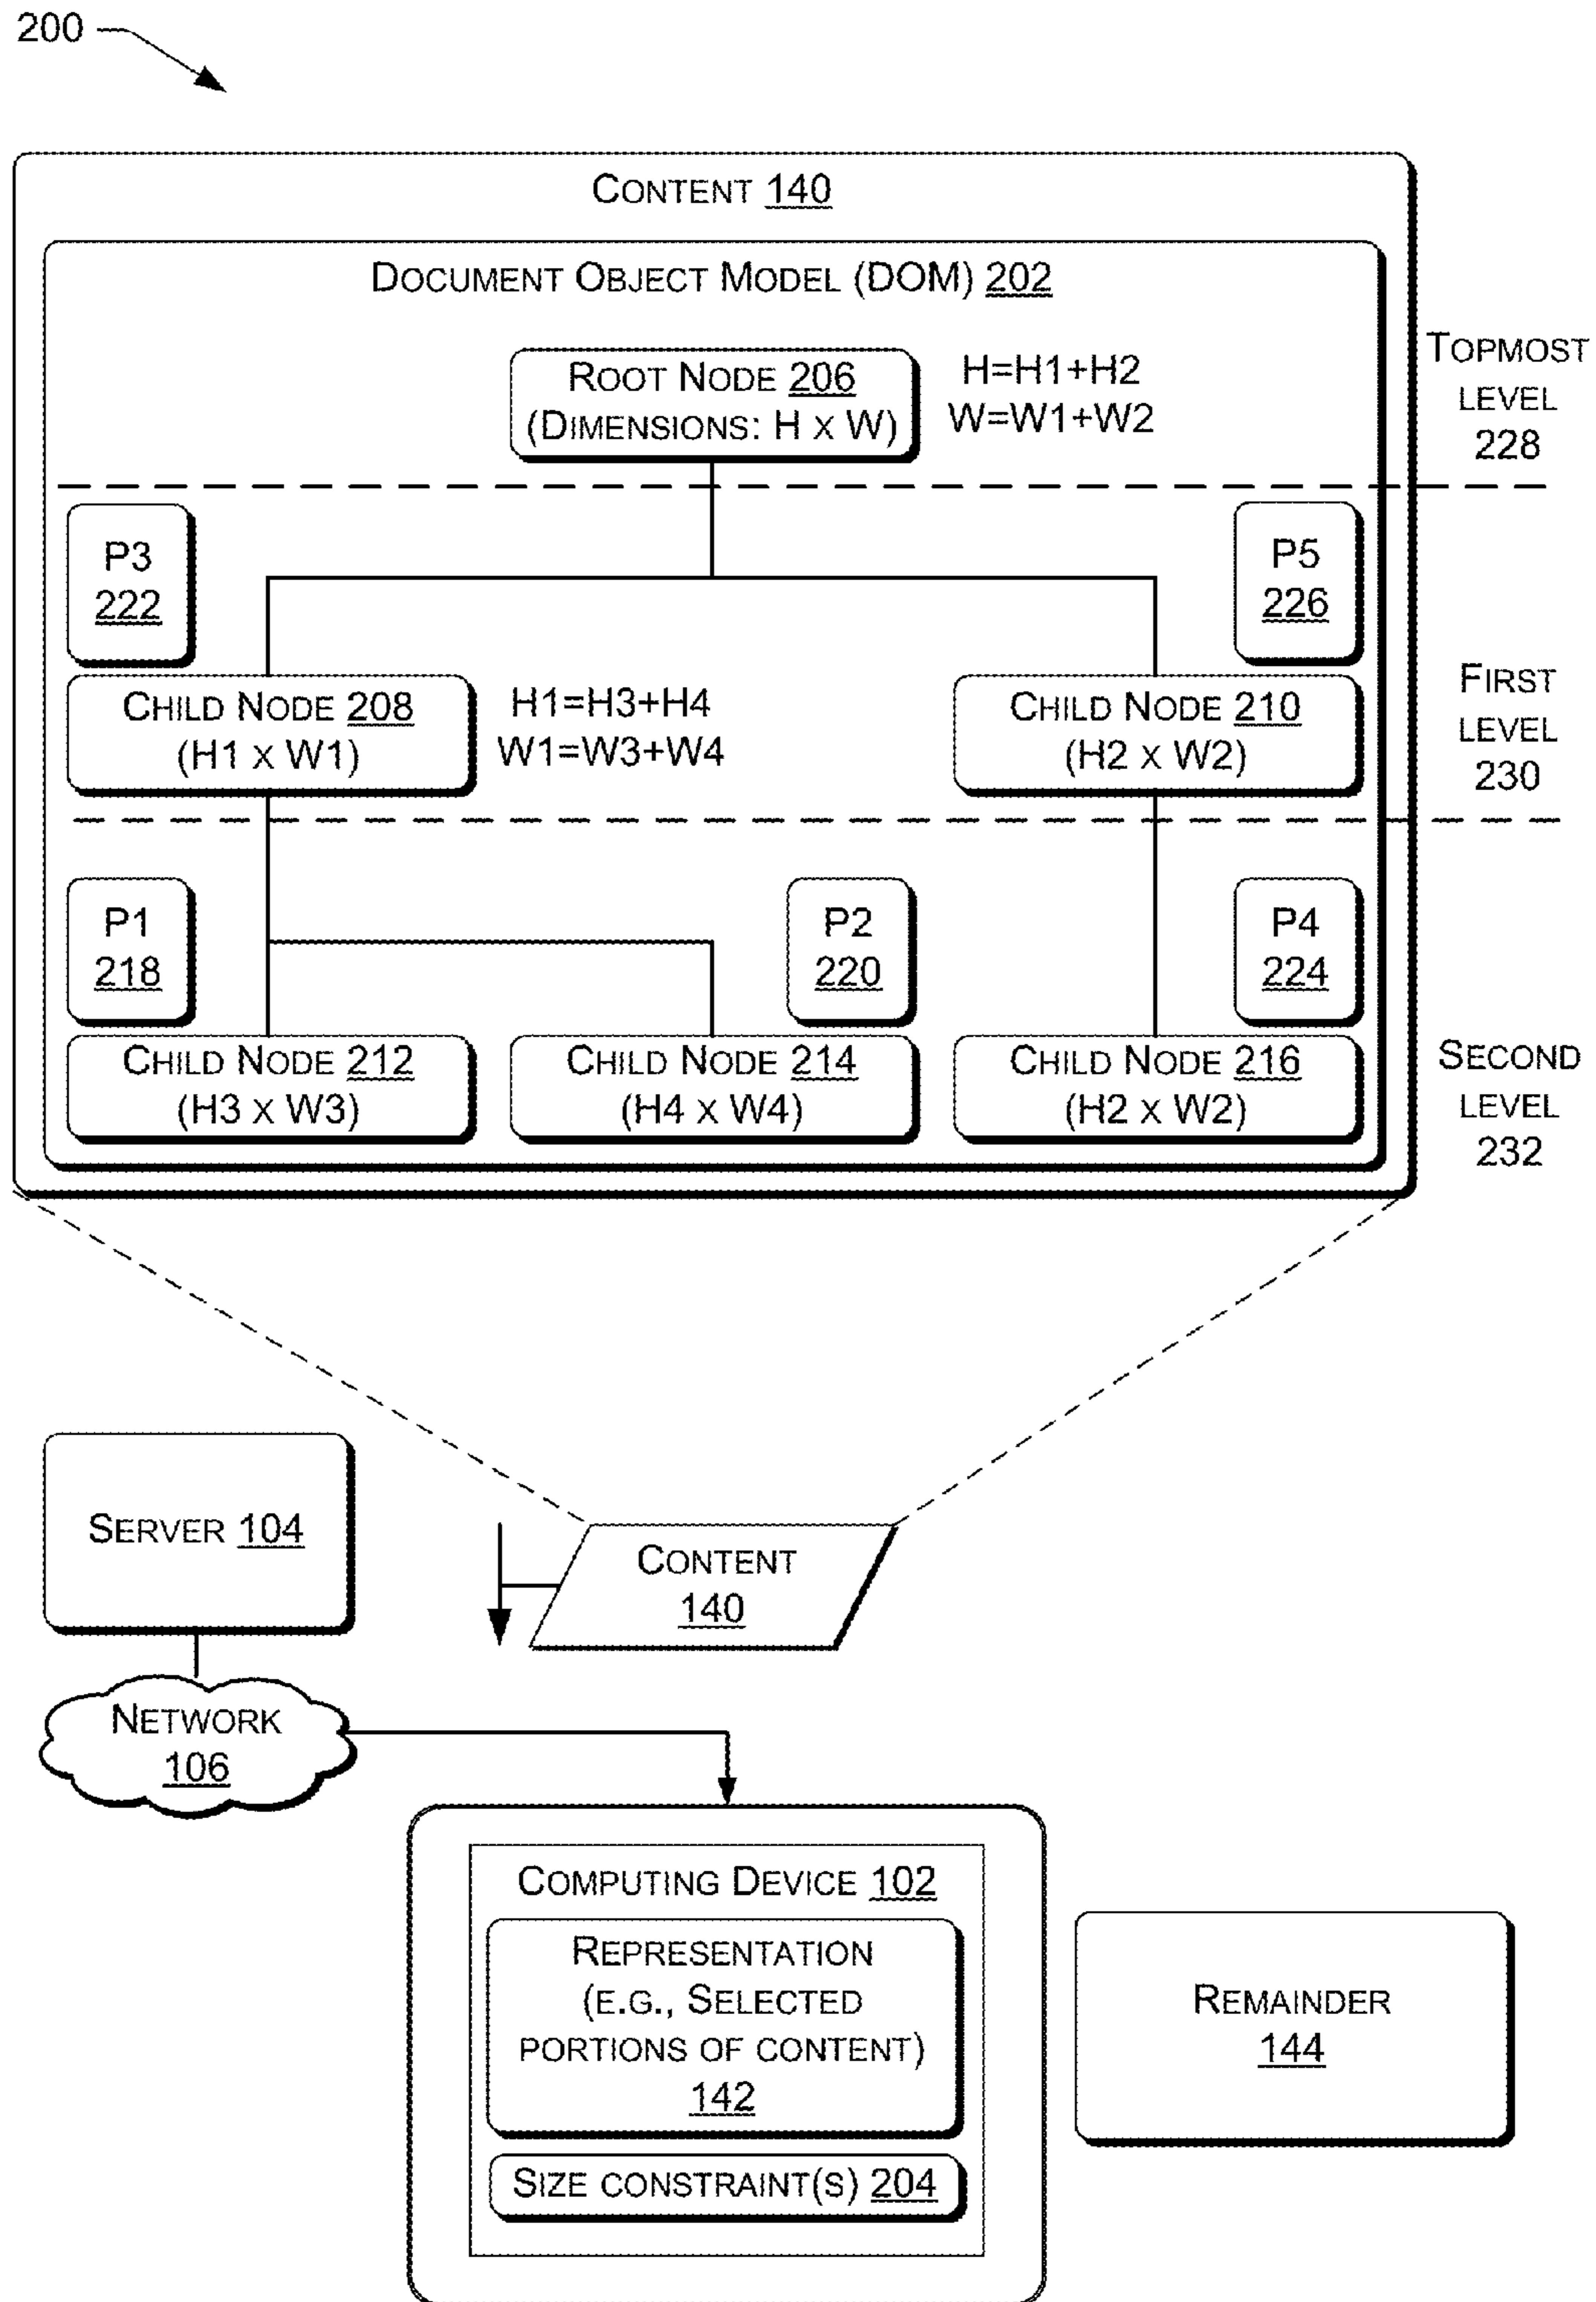 200
CONTENT 140
DOCUMENT OBJECT MODEL (DOM) 202
ROOT NODE 206
(DIMENSIONS: H X W)
H=H1+H2
W=W1+W2
TOPMOST
LEVEL
228
P3
222
P5
226
CHILD NODE 208
(H1 X W1)
H1=H3+H4
W1=W3+W4
CHILD NODE 210
(H2 X W2)
FIRST
LEVEL
230
P1
218
P2
220
P4
224
CHILD NODE 212
(H3 X W3)
CHILD NODE 214
(H4 X W4)
CHILD NODE 216
(H2 X W2)
SECOND
LEVEL
232
SERVER 104
CONTENT
140
NETWORK
106
COMPUTING DEVICE 102
REPRESENTATION
(E.G., SELECTED
PORTIONS OF CONTENT)
142
SIZE CONSTRAINT(S) 204
REMAINDER
144